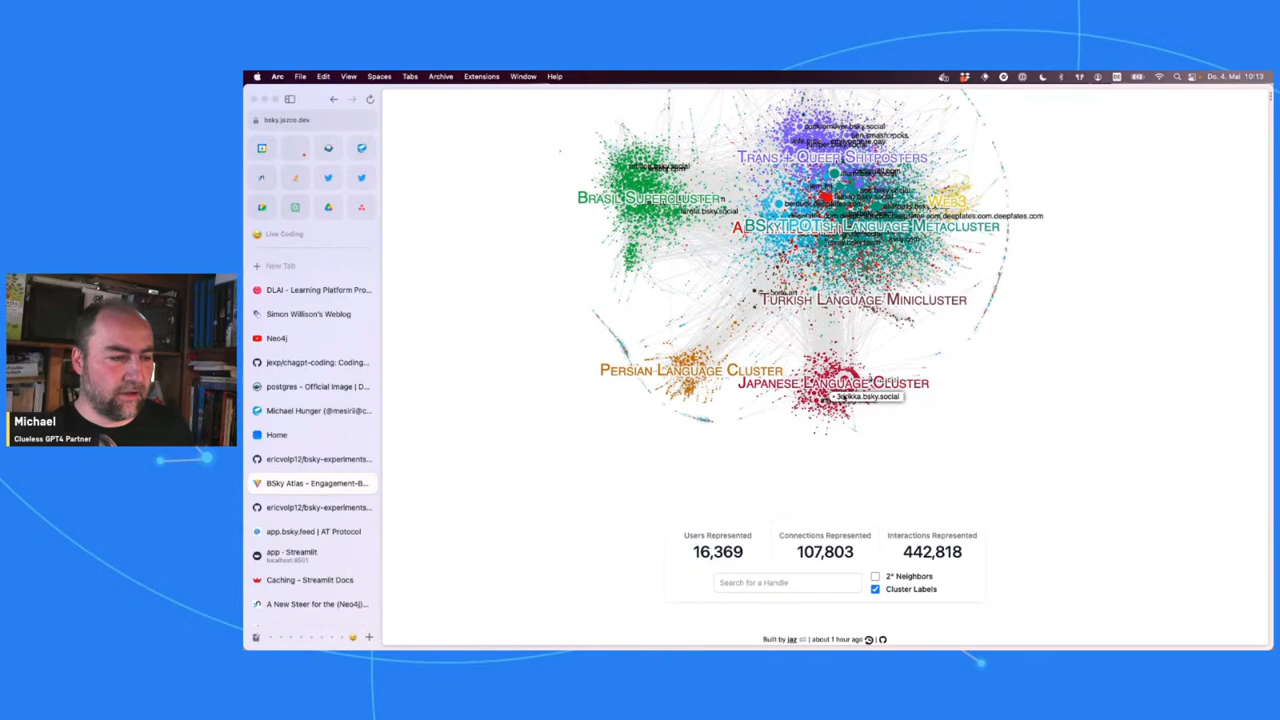 Arc File Edit View Spaces Tabs Archive Extensions Window Help
Do. 4. Mai 10:13
bsky.jazco.dev
Live Coding
New Tab
DLAI - Learning Platform Pro...
Simon Willison's Weblog
Neo4j
jexp/chagpt-coding: Coding...
postgres - Official Image | D...
Michael Hunger (@mesirii@c...
Home
ericvolp12/bsky-experiments...
BSky Atlas - Engagement-B...
ericvolp12/bsky-experiments...
app.bsky.feed | AT Protocol
app · Streamlit
localhost:8501
Caching - Streamlit Docs
A New Steer for the (Neo4j)...
Trans + Queer Shitposters
Brasil Supercluster
Web3
Language Metacluster
Turkish Language Minicluster
Persian Language Cluster
Japanese Language Cluster
Users Represented
16,369
Connections Represented
107,803
Interactions Represented
442,818
Search for a Handle
2° Neighbors
Cluster Labels
Built by jaz | about 1 hour ago
Michael
Clueless GPT4 Partner